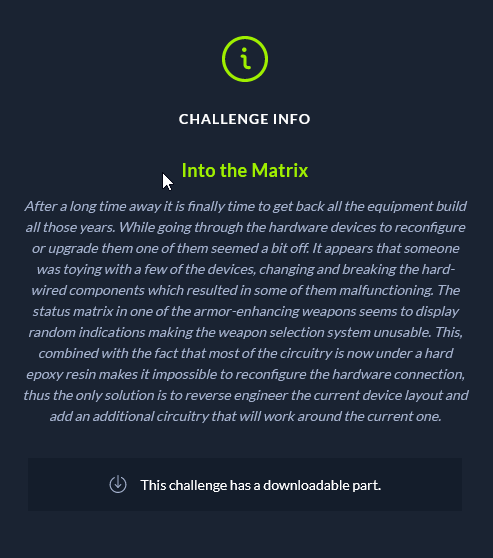 CHALLENGE INFO
Into the Matrix
After a long time away it is finally time to get back all the equipment build
all those years. While going through the hardware devices to reconfigure
or upgrade them one of them seemed a bit off. It appears that someone
was toying with a few of the devices, changing and breaking the hard-
wired components which resulted in some of them malfunctioning. The
status matrix in one of the armor-enhancing weapons seems to display
random indications making the weapon selection system unusable. This,
combined with the fact that most of the circuitry is now under a hard
epoxy resin makes it impossible to reconfigure the hardware connection,
thus the only solution is to reverse engineer the current device layout and
add an additional circuitry that will work around the current one.
This challenge has a downloadable part.